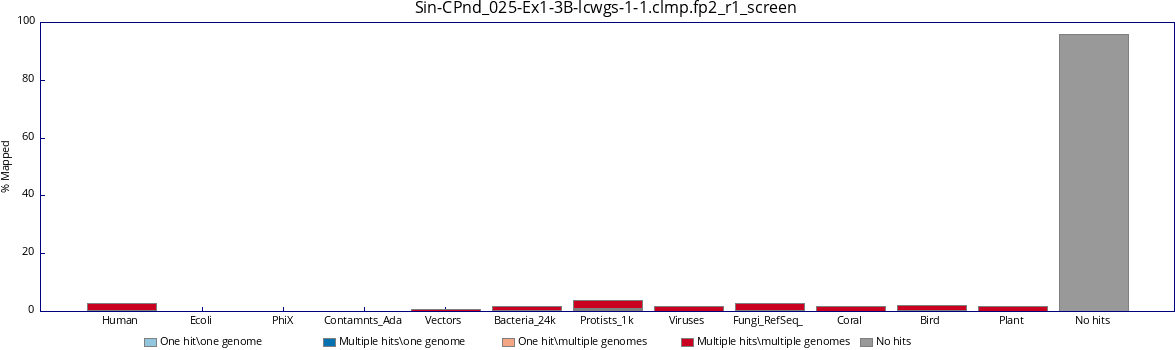 Sin-CPnd_025-Ex1-3B-lcwgs-1-1.clmp.fp2_r1_screen
100
80
60
40
20
0
% Mapped
Human Ecoli PhiX Contamnts_Ada Vectors Bacteria_24k Protists_1k Viruses Fungi_RefSeq_ Coral Bird Plant No hits
One hit\one genome Multiple hits\one genome One hit\multiple genomes Multiple hits\multiple genomes No hits